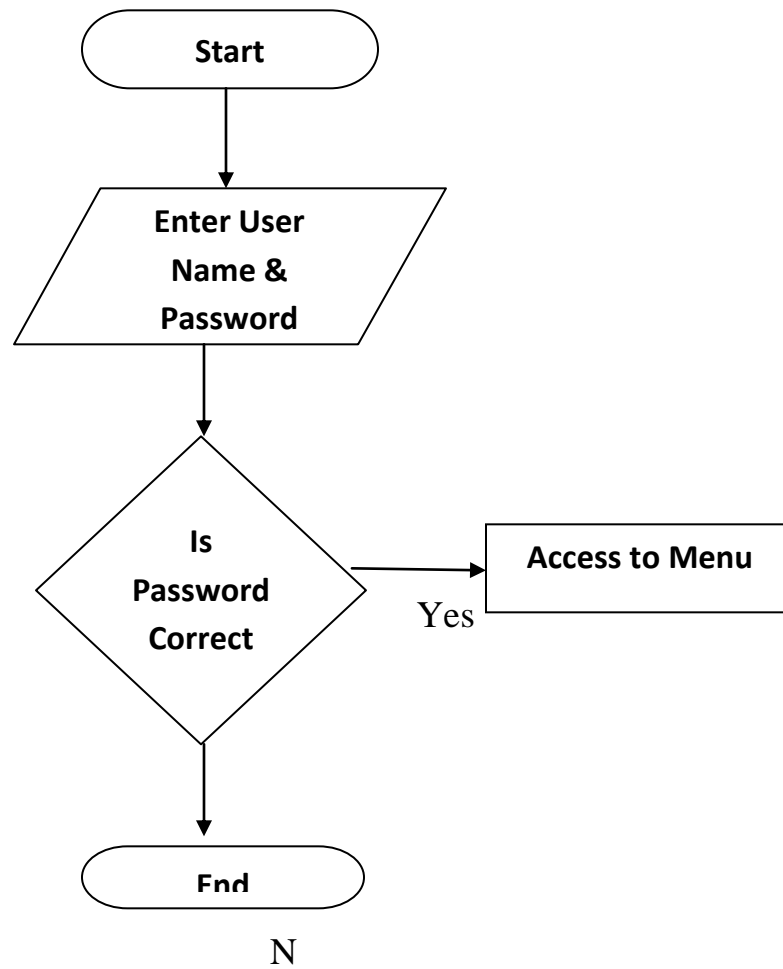 Start
Enter User
Name &
Password
Is
Password
Correct
Access to Menu
Yes
End
N